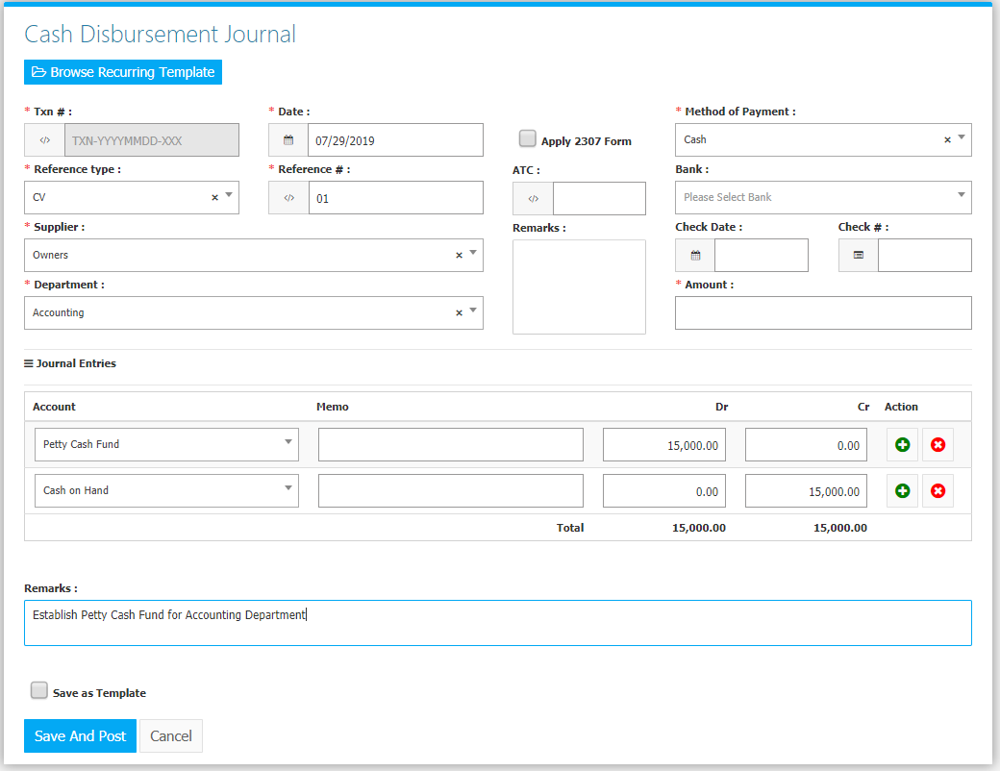 Cash Disbursement Journal
Browse Recurring Template
* Txn # : * Date : * Method of Payment :
</> TXN-YYYYMMDD-XXX 07/29/2019 Apply 2307 Form Cash × 
* Reference type : * Reference # : ATC : Bank :
CV × </> 01 </> Please Select Bank
* Supplier : Remarks : Check Date : Check # :
Owners ×
* Department : * Amount :
Accounting ×
Journal Entries
Account Memo Dr Cr Action
Petty Cash Fund 15,000.00 0.00
Cash on Hand 0.00 15,000.00
Total 15,000.00 15,000.00
Remarks :
Establish Petty Cash Fund for Accounting Department
Save as Template
Save And Post Cancel